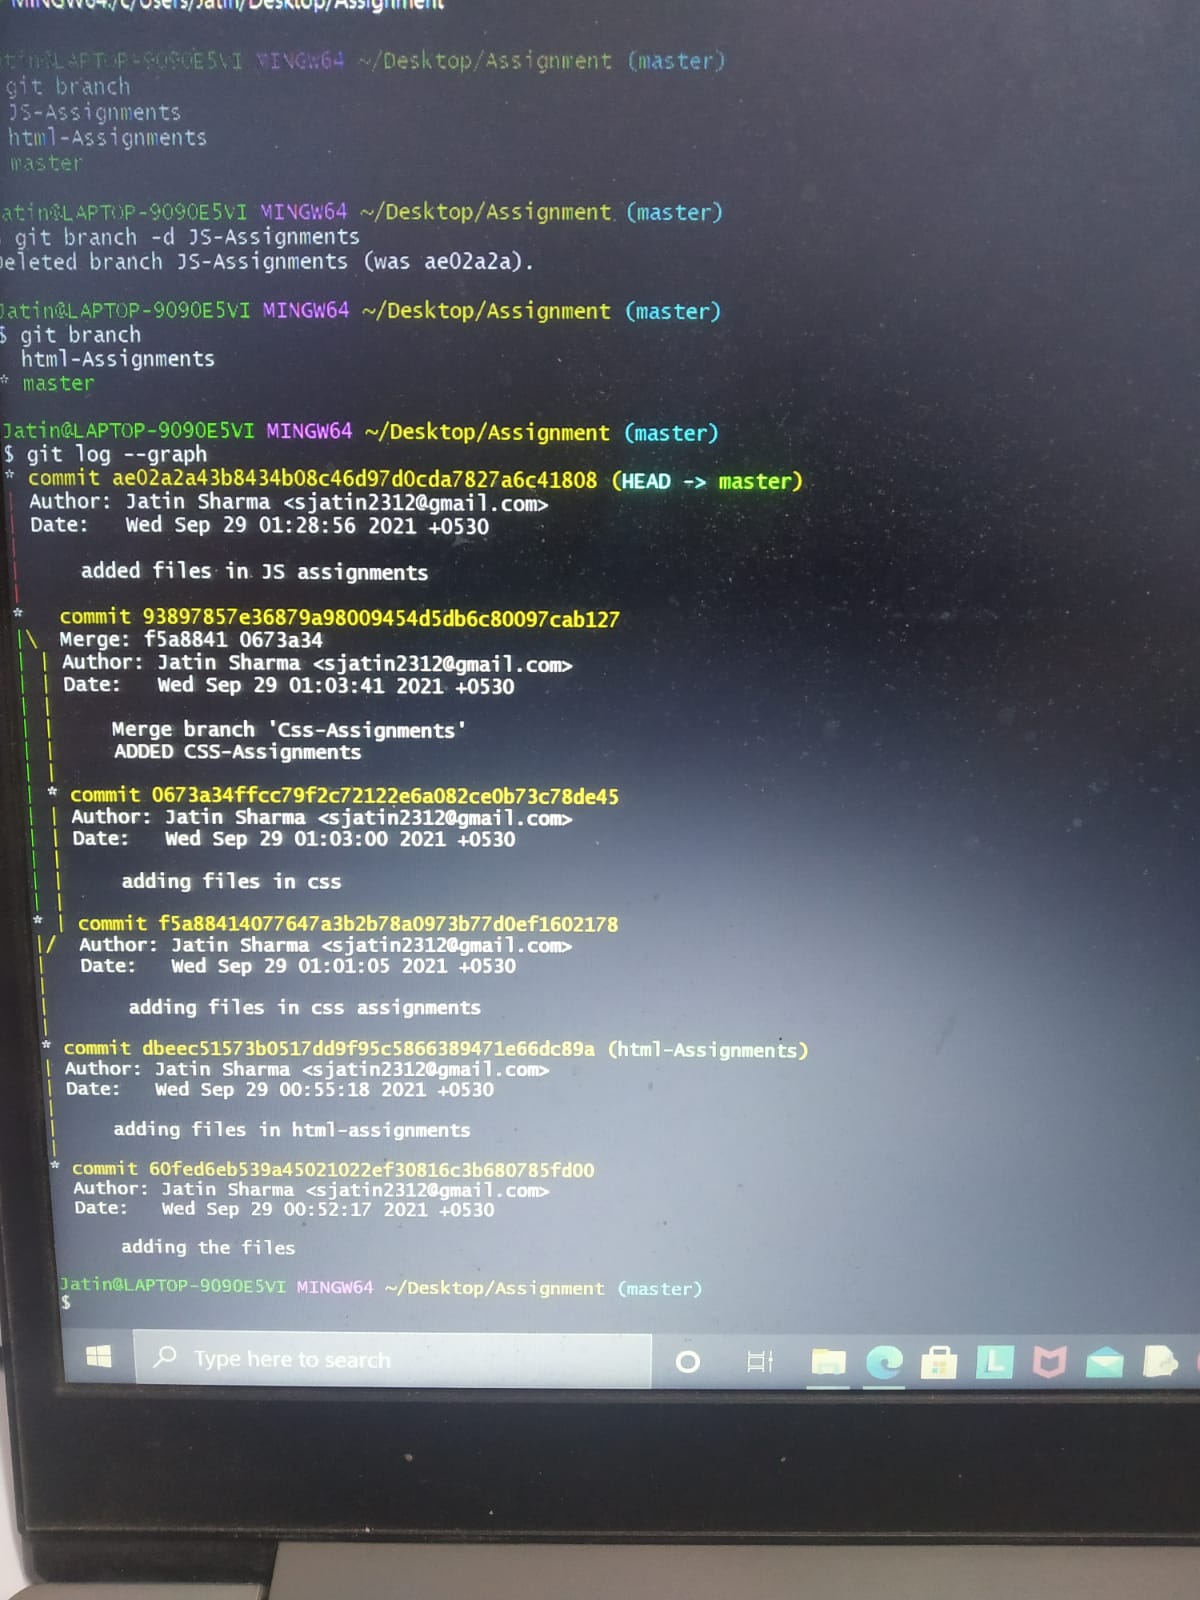 MINGW64:/c/Users/Jatin/Desktop/Assignment
atin@LAPTOP-9090E5VI MINGW64 ~/Desktop/Assignment (master)
git branch
JS-Assignments
html-Assignments
master
atin@LAPTOP-9090E5VI MINGW64 ~/Desktop/Assignment (master)
git branch -d JS-Assignments
Deleted branch JS-Assignments (was ae02a2a).
Jatin@LAPTOP-9090E5VI MINGW64 ~/Desktop/Assignment (master)
$ git branch
html-Assignments
* master
Jatin@LAPTOP-9090E5VI MINGW64 ~/Desktop/Assignment (master)
$ git log --graph
* commit ae02a2a43b8434b08c46d97d0cda7827a6c41808 (HEAD -> master)
| Author: Jatin Sharma <sjatin2312@gmail.com>
| Date: Wed Sep 29 01:28:56 2021 +0530
|
| added files in JS assignments
|
* commit 93897857e36879a98009454d5db6c80097cab127
|\ Merge: f5a8841 0673a34
| | Author: Jatin Sharma <sjatin2312@gmail.com>
| | Date: Wed Sep 29 01:03:41 2021 +0530
| |
| | Merge branch 'Css-Assignments'
| | ADDED CSS-Assignments
| |
| * commit 0673a34ffcc79f2c72122e6a082ce0b73c78de45
| | Author: Jatin Sharma <sjatin2312@gmail.com>
| | Date: Wed Sep 29 01:03:00 2021 +0530
| |
| | adding files in css
| |
* | commit f5a88414077647a3b2b78a0973b77d0ef1602178
|/ Author: Jatin Sharma <sjatin2312@gmail.com>
| Date: Wed Sep 29 01:01:05 2021 +0530
|
| adding files in css assignments
|
* commit dbeec51573b0517dd9f95c5866389471e66dc89a (html-Assignments)
| Author: Jatin Sharma <sjatin2312@gmail.com>
| Date: Wed Sep 29 00:55:18 2021 +0530
|
| adding files in html-assignments
|
* commit 60fed6eb539a45021022ef30816c3b680785fd00
Author: Jatin Sharma <sjatin2312@gmail.com>
Date: Wed Sep 29 00:52:17 2021 +0530
adding the files
Jatin@LAPTOP-9090E5VI MINGW64 ~/Desktop/Assignment (master)
$
Type here to search
L